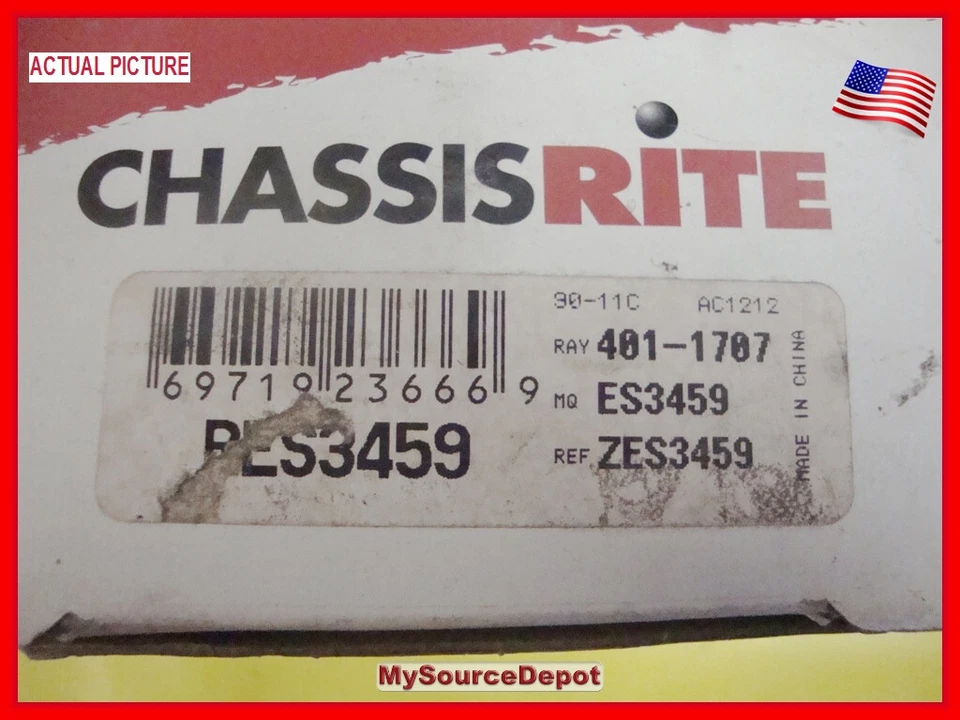 ACTUAL PICTURE
CHASSISRITE
90-11C AC1212
RAY 401-1707
MQ ES3459
REF ZES3459
MADE IN CHINA
69719 23666 9
MySourceDepot